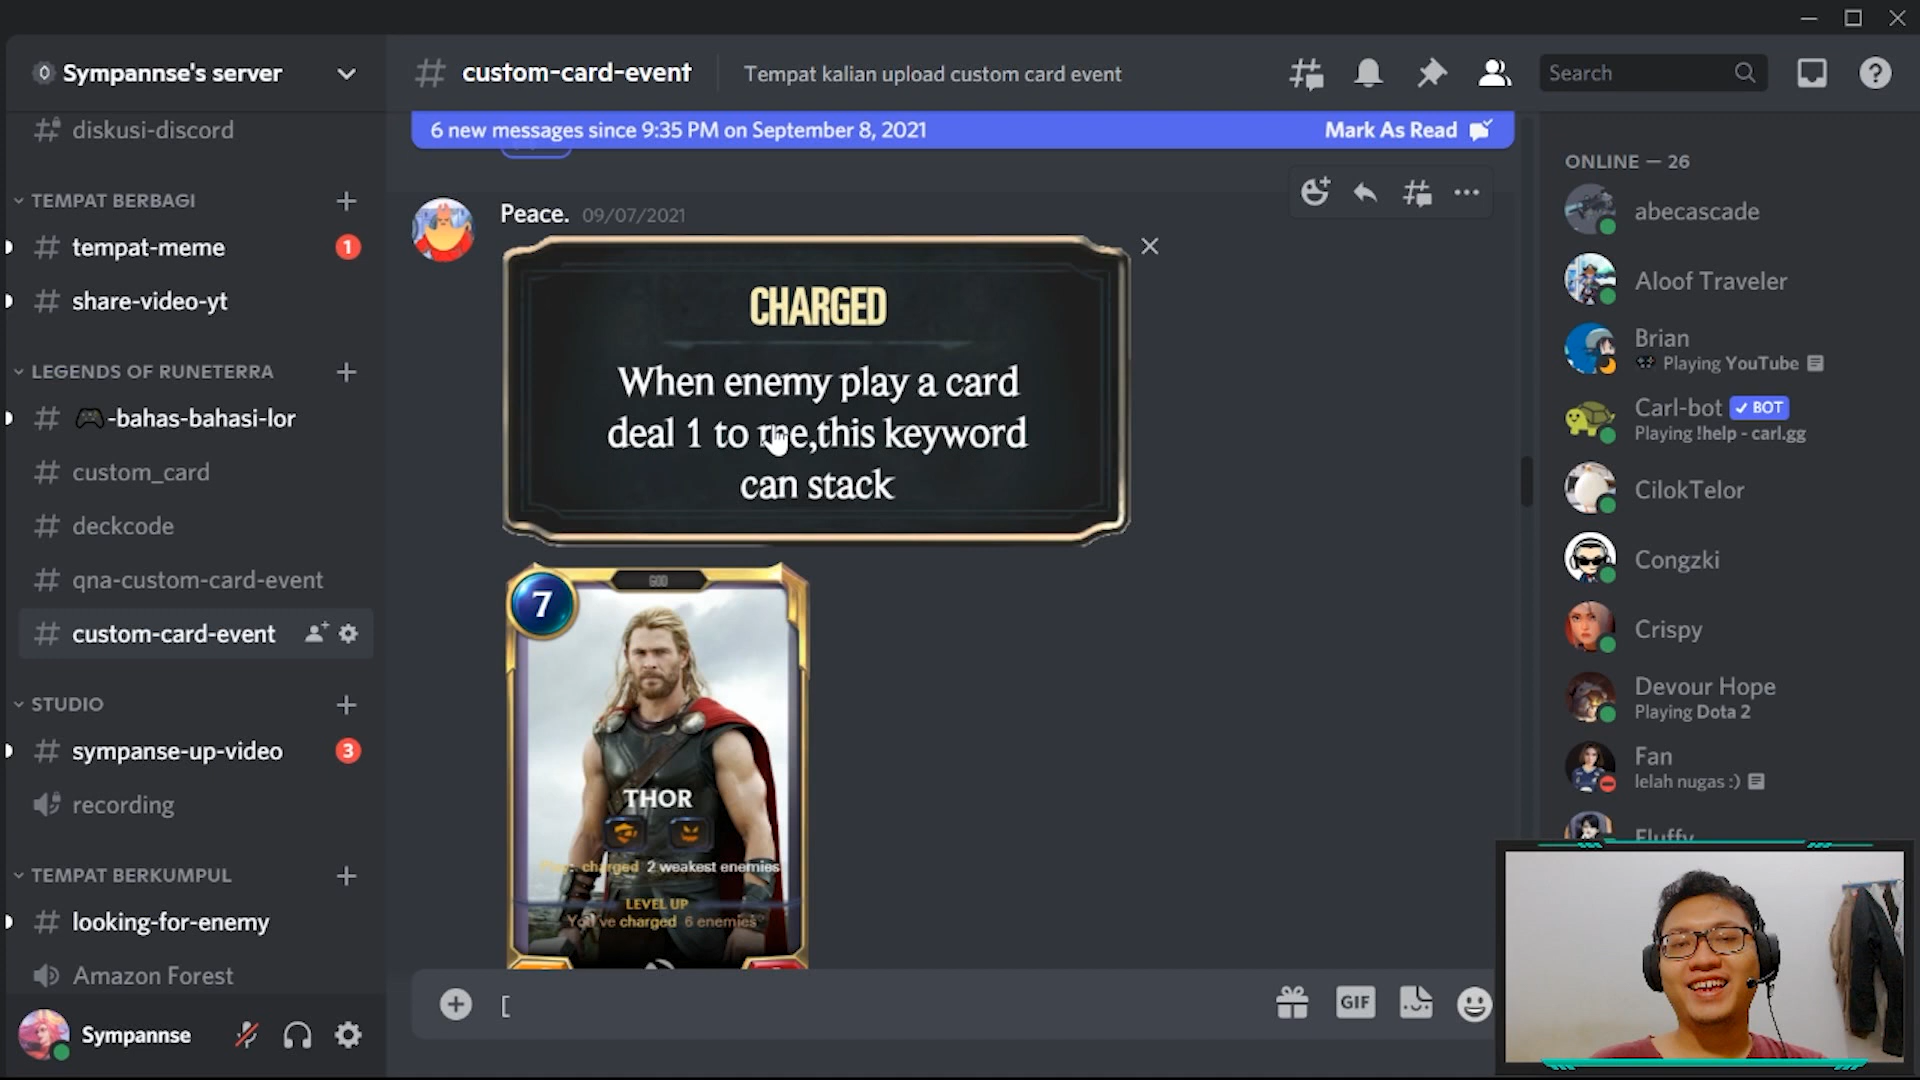 Sympannse's server
diskusi-discord
TEMPAT BERBAGI
tempat-meme
1
share-video-yt
LEGENDS OF RUNETERRA
-bahas-bahasi-lor
custom_card
deckcode
qna-custom-card-event
custom-card-event
STUDIO
sympanse-up-video
3
recording
TEMPAT BERKUMPUL
looking-for-enemy
Amazon Forest
Sympannse
custom-card-event
Tempat kalian upload custom card event
Search
6 new messages since 9:35 PM on September 8, 2021
Mark As Read
Peace. 09/07/2021
CHARGED
When enemy play a card
deal 1 to me,this keyword
can stack
GOD
7
THOR
Play: charged 2 weakest enemies
LEVEL UP
You've charged 6 enemies
[
GIF
ONLINE — 26
abecascade
Aloof Traveler
Brian
Playing YouTube
Carl-bot ✓ BOT
Playing !help - carl.gg
CilokTelor
Congzki
Crispy
Devour Hope
Playing Dota 2
Fan
lelah nugas :)
Fluffy